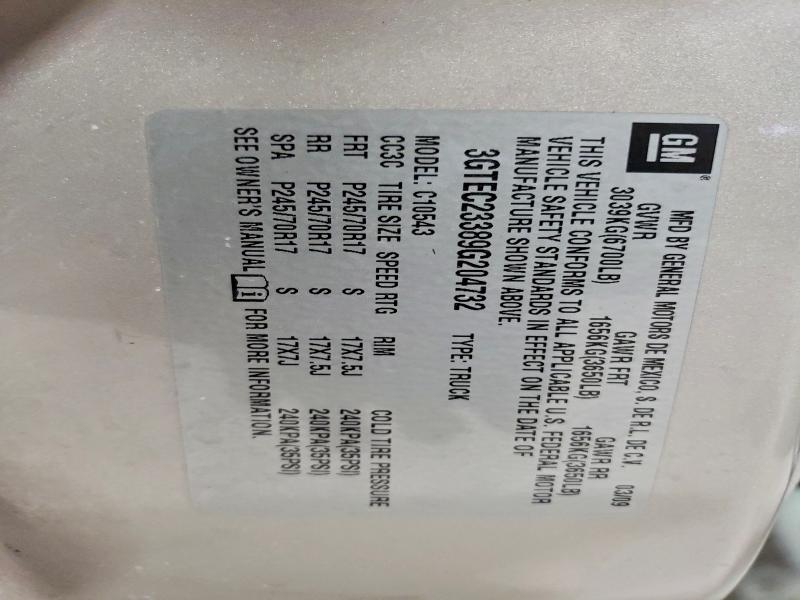 GM ®
MFD BY GENERAL MOTORS DE MEXICO, S. DE R.L. DE C.V. 03/09
GVWR GAWR FRT GAWR RR
3039KG(6700LB) 1656KG(3650LB) 1656KG(3650LB)
THIS VEHICLE CONFORMS TO ALL APPLICABLE U.S. FEDERAL MOTOR
VEHICLE SAFETY STANDARDS IN EFFECT ON THE DATE OF
MANUFACTURE SHOWN ABOVE.
3GTEC23389G204732 TYPE: TRUCK
MODEL: C10543
CC3C TIRE SIZE SPEED RTG RIM COLD TIRE PRESSURE
FRT P245/70R17 S 17X7.5J 240KPA(35PSI)
RR P245/70R17 S 17X7.5J 240KPA(35PSI)
SPA P245/70R17 S 17X7J 240KPA(35PSI)
SEE OWNER'S MANUAL i FOR MORE INFORMATION.